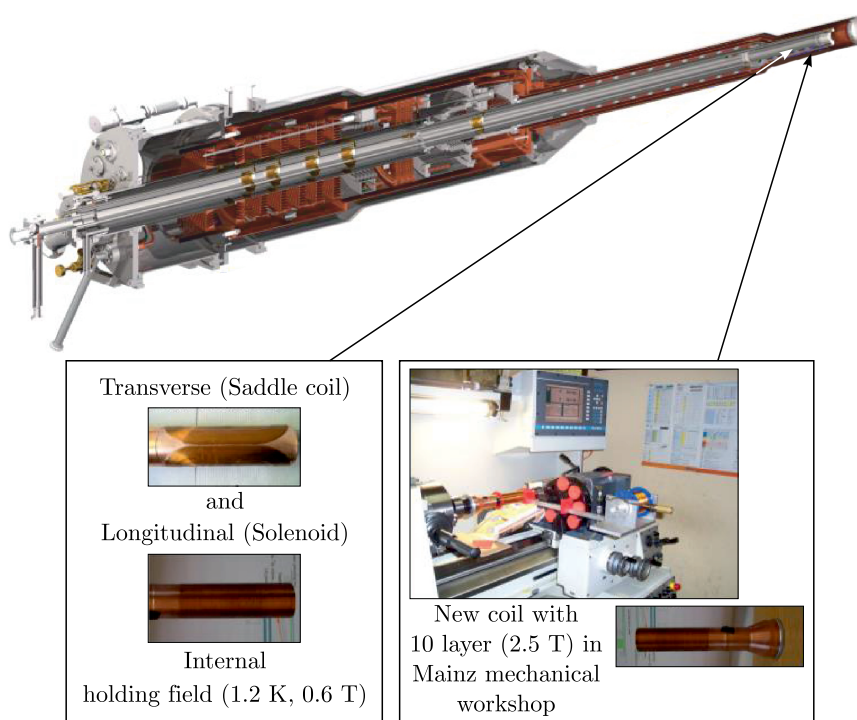 Transverse (Saddle coil)
and
Longitudinal (Solenoid)
Internal
holding field (1.2 K, 0.6 T)
New coil with
10 layer (2.5 T) in
Mainz mechanical
workshop